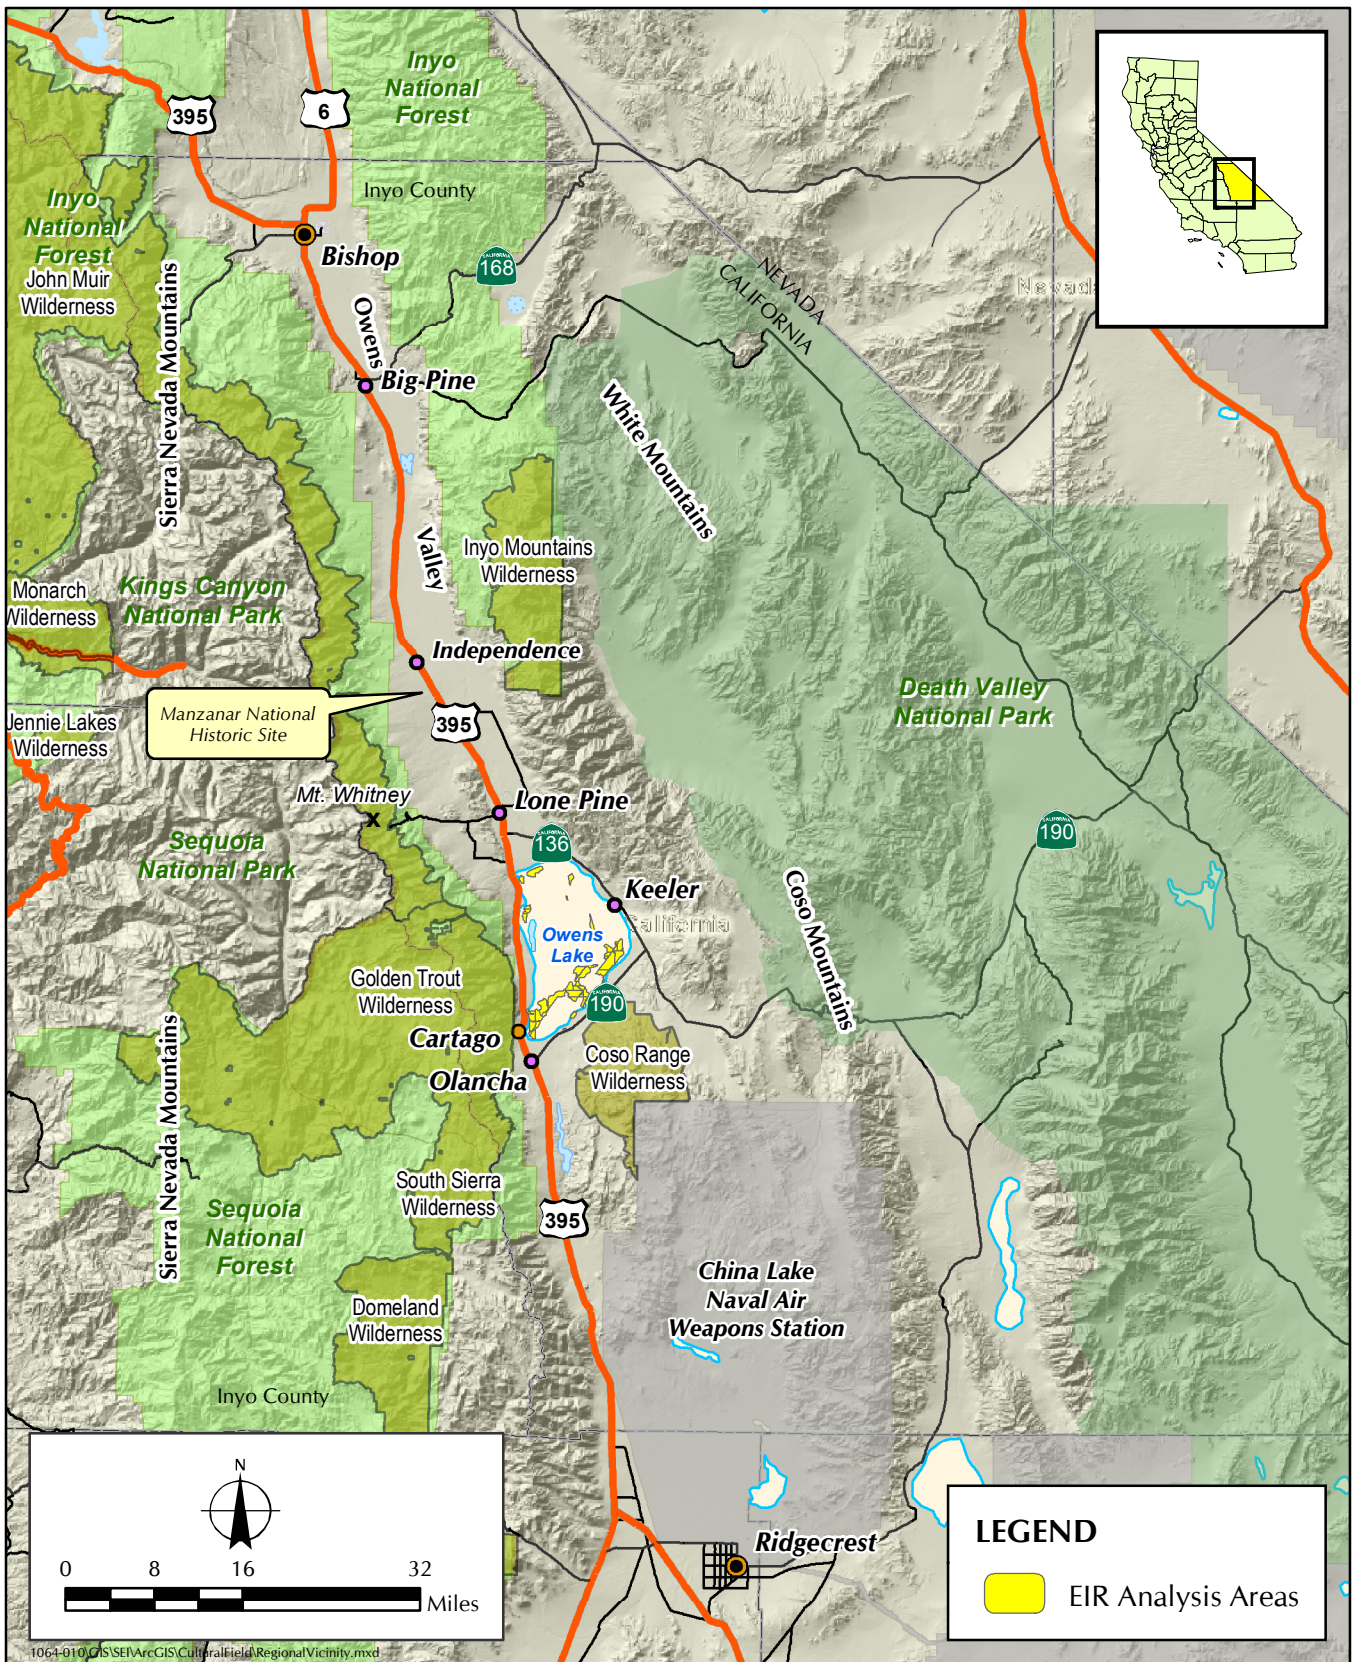 Inyo
National
Forest
395
6
Inyo County
Inyo
National
Forest
John Muir
Wilderness
Bishop
CALIFORNIA
168
NEVADA
CALIFORNIA
Nevada
Sierra Nevada Mountains
Owens
Big Pine
White Mountains
Valley
Inyo Mountains
Wilderness
Monarch
Wilderness
Kings Canyon
National Park
Independence
Manzanar National
Historic Site
395
Death Valley
National Park
Jennie Lakes
Wilderness
Mt. Whitney
x
Lone Pine
CALIFORNIA
136
CALIFORNIA
190
Sequoia
National Park
Keeler
California
Coso Mountains
Owens
Lake
Golden Trout
Wilderness
CALIFORNIA
190
Cartago
Olancha
Coso Range
Wilderness
Sierra Nevada Mountains
South Sierra
Wilderness
395
Sequoia
National
Forest
China Lake
Naval Air
Weapons Station
Domeland
Wilderness
Inyo County
N
0 8 16 32
Miles
Ridgecrest
LEGEND
EIR Analysis Areas
1064-010\GIS\SEI\ArcGIS\CulturalField\RegionalVicinity.mxd